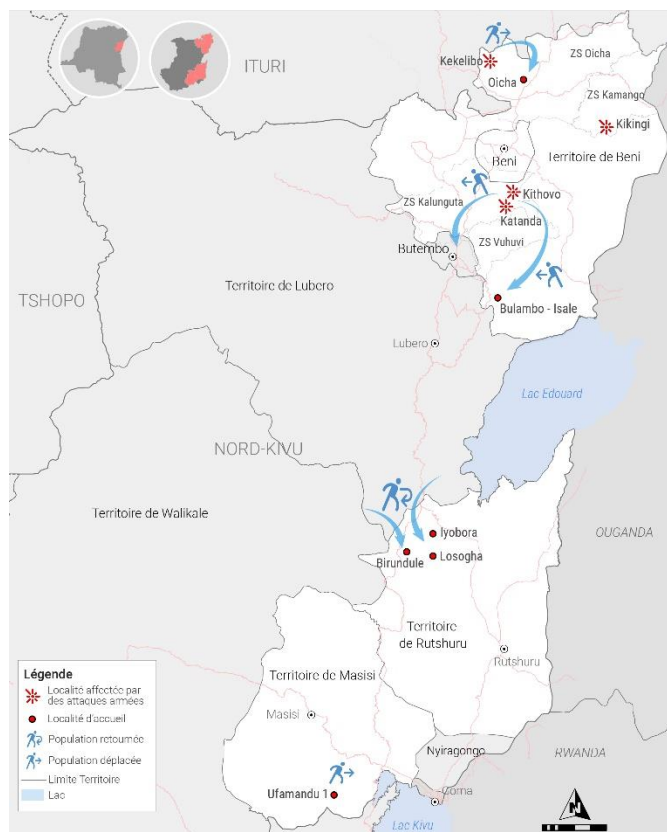 ITURI
Kekelibo
Oicha
ZS Oicha
ZS Kamango
Kikingi
Beni
Territoire de Beni
Kithovo
ZS Kalunguta
Katanda
Butembo
ZS Vuhuvi
Territoire de Lubero
TSHOPO
Bulambo - Isale
Lubero
Lac Edouard
NORD-KIVU
Territoire de Walikale
OUGANDA
Iyobora
Birundule
Losogha
Territoire
de Rutshuru
Rutshuru
Territoire de Masisi
Masisi
Nyiragongo
RWANDA
Ufamandu 1
Goma
Lac Kivu
Légende
Localité affectée par
des attaques armées
Localité d'accueil
Population retournée
Population déplacée
Limite Territoire
Lac
N